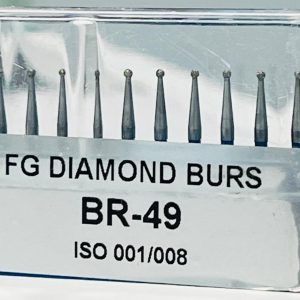 FG DIAMOND BURS
BR-49
ISO 001/008